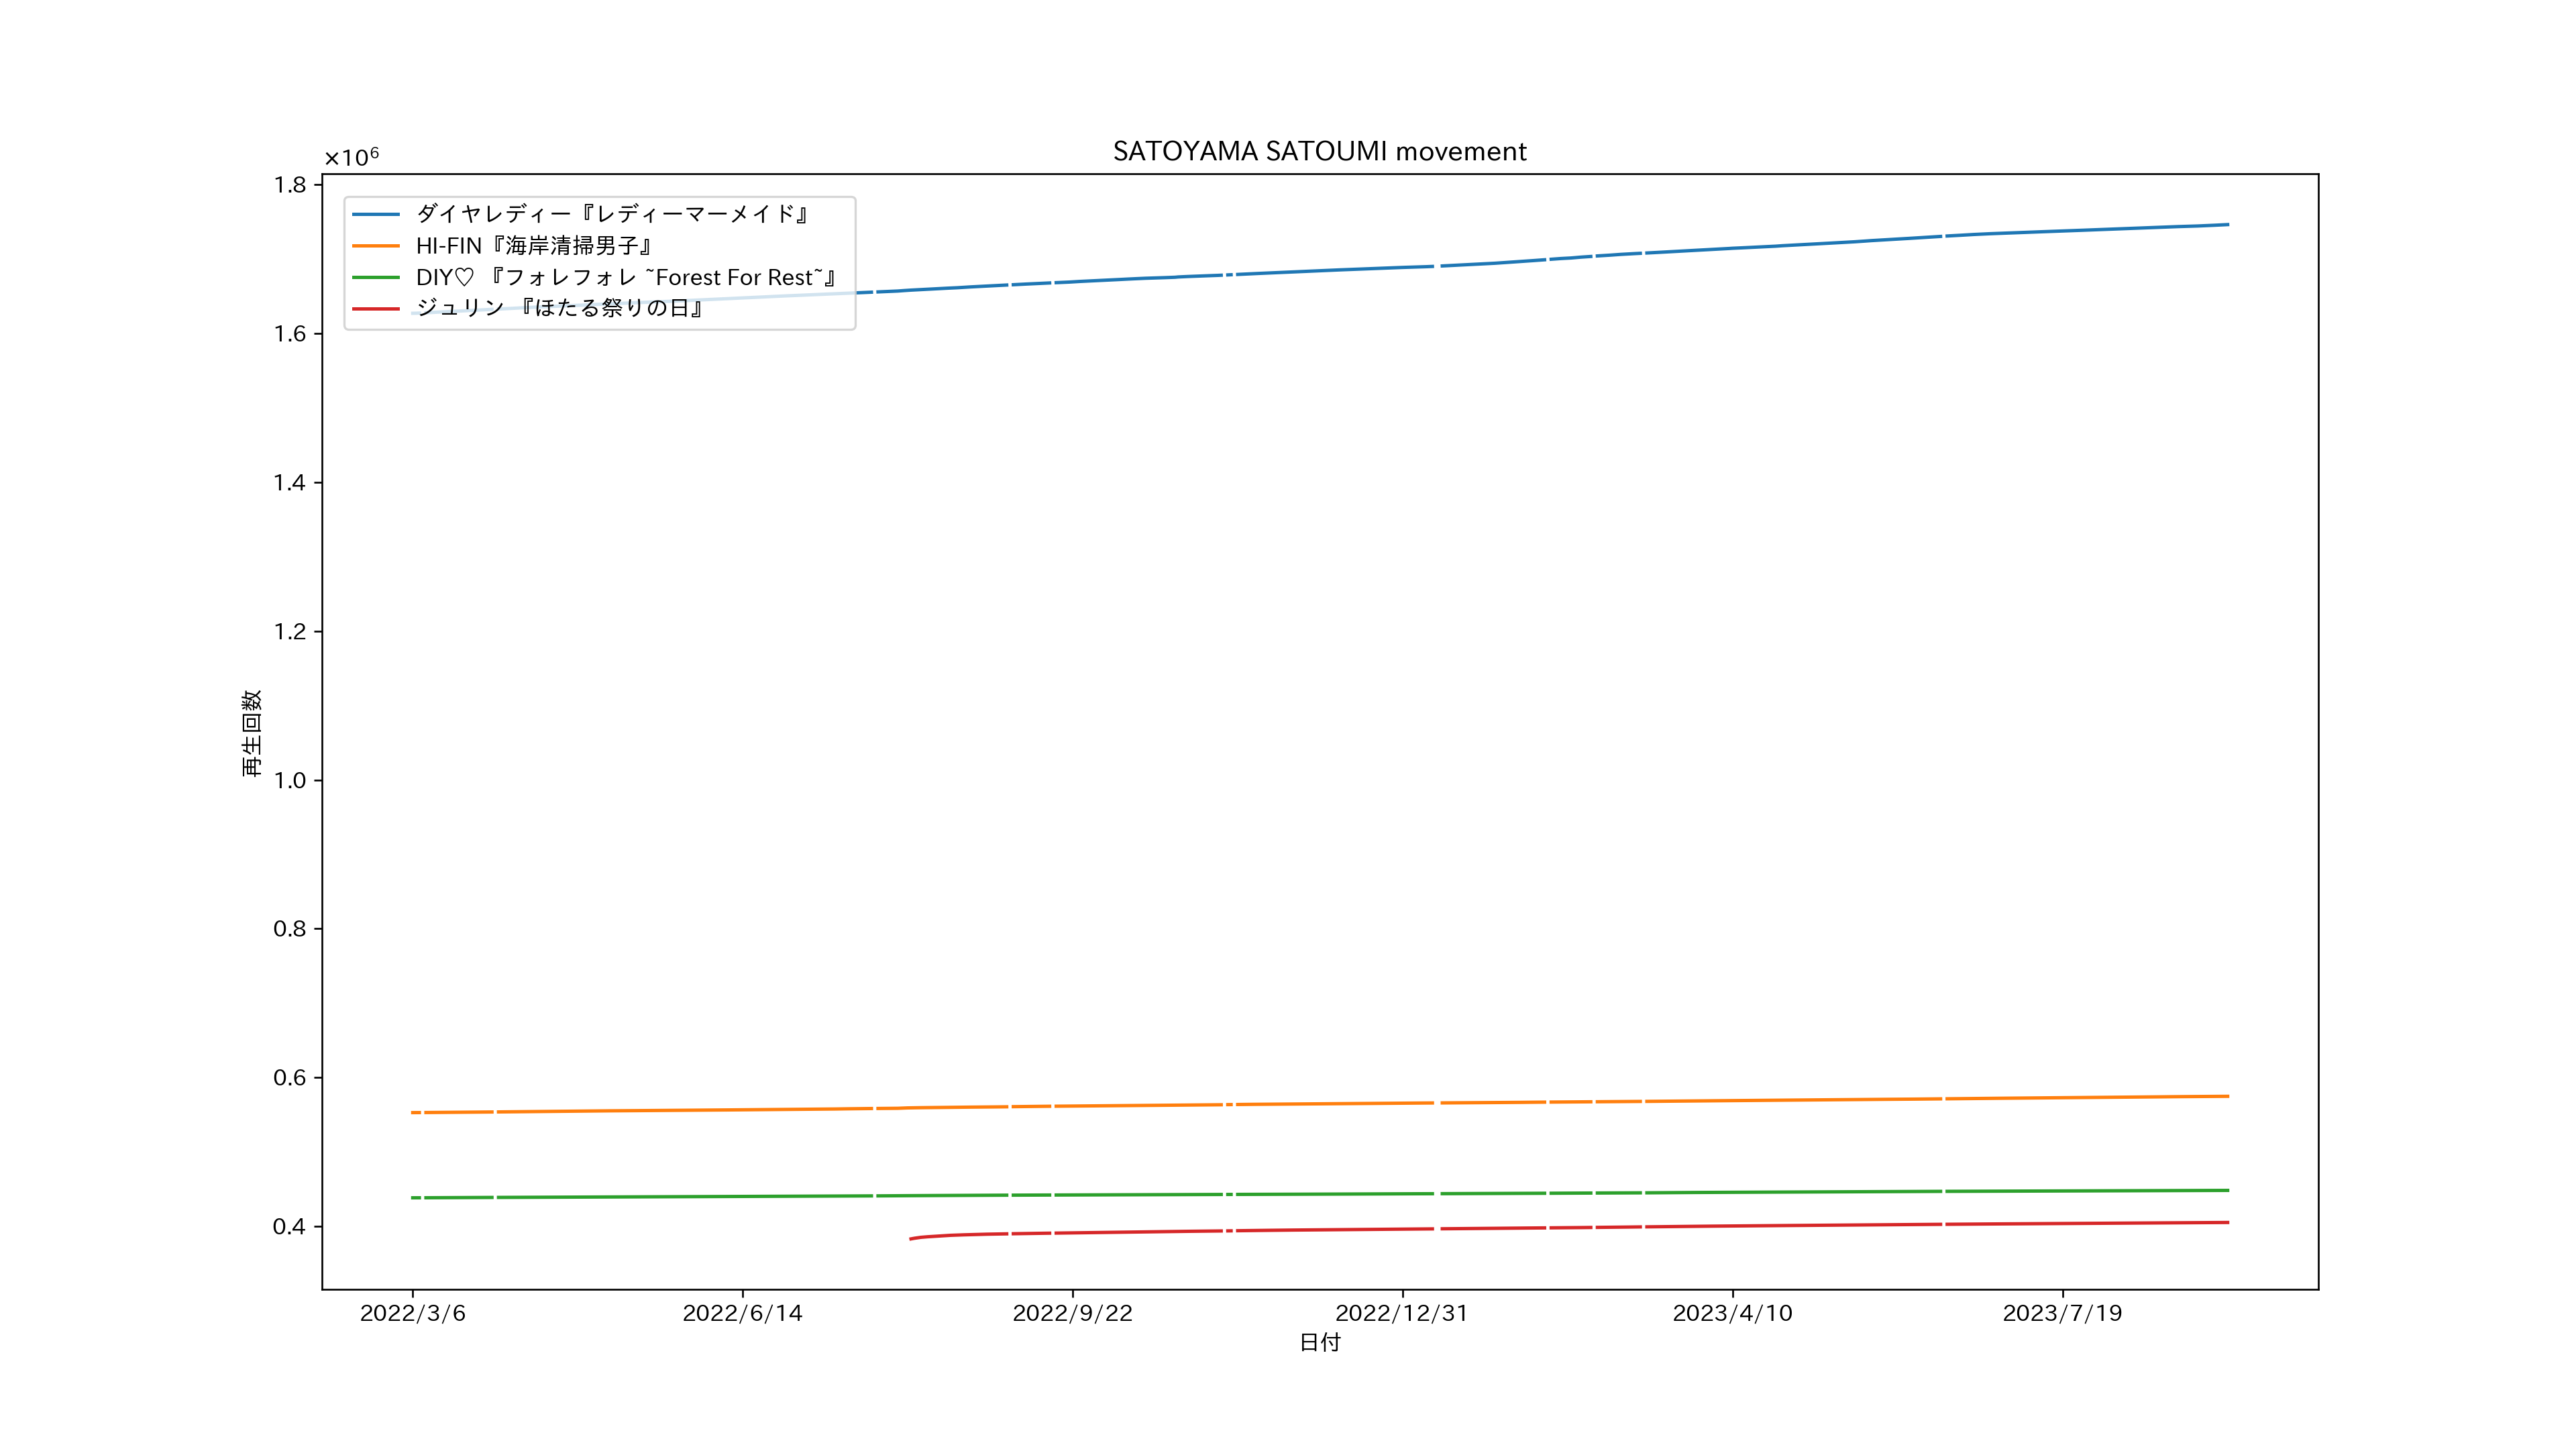 SATOYAMA SATOUMI movement
×10⁶
1.8
1.6
1.4
1.2
1.0
0.8
0.6
0.4
再生回数
ダイヤレディー『レディーマーメイド』
HI-FIN『海岸清掃男子』
DIY♡ 『フォレフォレ ~Forest For Rest~』
ジュリン 『ほたる祭りの日』
2022/3/6
2022/6/14
2022/9/22
2022/12/31
2023/4/10
2023/7/19
日付